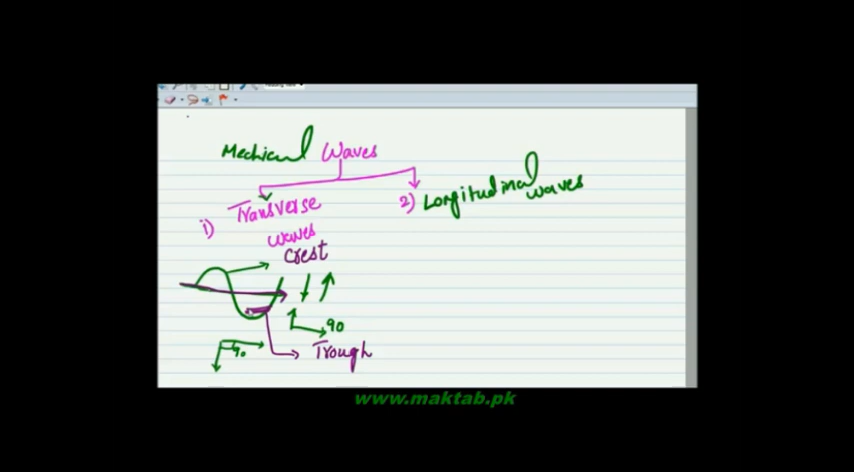 Mechical Waves
i) Transverse
waves
2) Longitudinal
waves
crest
90
90
Trough
www.maktab.pk